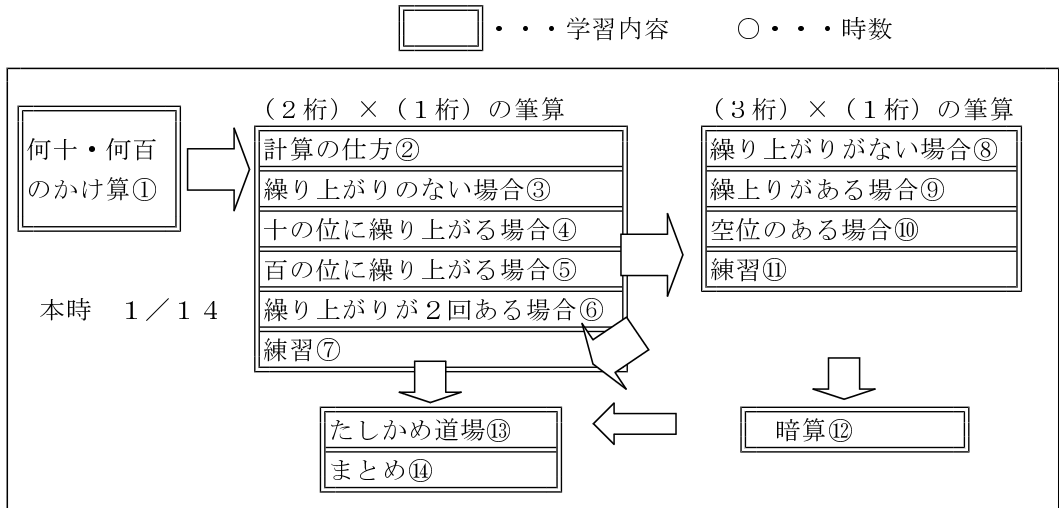 ・・・学習内容　　○・・・時数
何十・何百
のかけ算①
（２桁）×（１桁）の筆算
計算の仕方②
繰り上がりのない場合③
十の位に繰り上がる場合④
百の位に繰り上がる場合⑤
繰り上がりが２回ある場合⑥
練習⑦
（３桁）×（１桁）の筆算
繰り上がりがない場合⑧
繰上りがある場合⑨
空位のある場合⑩
練習⑪
本時　１／１４
暗算⑫
たしかめ道場⑬
まとめ⑭